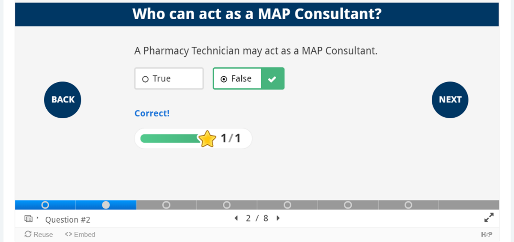 Who can act as a MAP Consultant?
A Pharmacy Technician may act as a MAP Consultant.
True
False
BACK
NEXT
Correct!
1/1
Question #2
2 / 8
Reuse
Embed
H5P